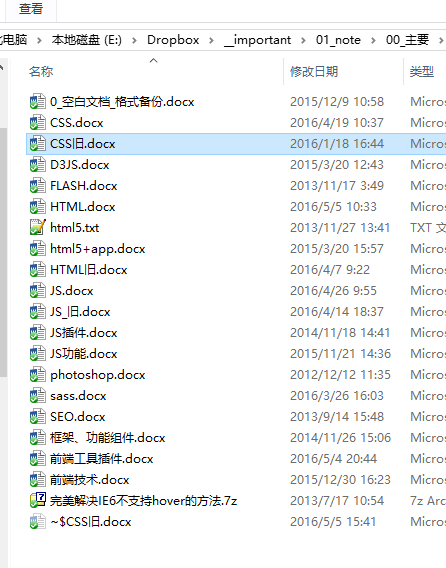 查看
电脑 > 本地磁盘 (E:) > Dropbox > __important > 01_note > 00_主要 >
名称 修改日期 类型
0_空白文档_格式备份.docx 2015/12/9 10:58 Micros
CSS.docx 2016/4/19 10:37 Micros
CSS旧.docx 2016/1/18 16:44 Micros
D3JS.docx 2015/3/20 12:43 Micros
FLASH.docx 2013/11/17 3:49 Micros
HTML.docx 2016/5/5 10:33 Micros
html5.txt 2013/11/27 13:41 TXT 文
html5+app.docx 2015/3/20 15:57 Micros
HTML旧.docx 2016/4/7 9:22 Micros
JS.docx 2016/4/26 9:55 Micros
JS_旧.docx 2016/4/14 18:37 Micros
JS插件.docx 2014/11/18 14:41 Micros
JS功能.docx 2015/11/21 14:36 Micros
photoshop.docx 2012/12/12 11:35 Micros
sass.docx 2016/3/26 16:03 Micros
SEO.docx 2013/9/14 15:48 Micros
框架、功能组件.docx 2014/11/26 15:06 Micros
前端工具插件.docx 2016/5/4 20:44 Micros
前端技术.docx 2015/12/30 16:23 Micros
完美解决IE6不支持hover的方法.7z 2013/7/17 10:54 7z Arc
~$CSS旧.docx 2016/5/5 15:41 Micros